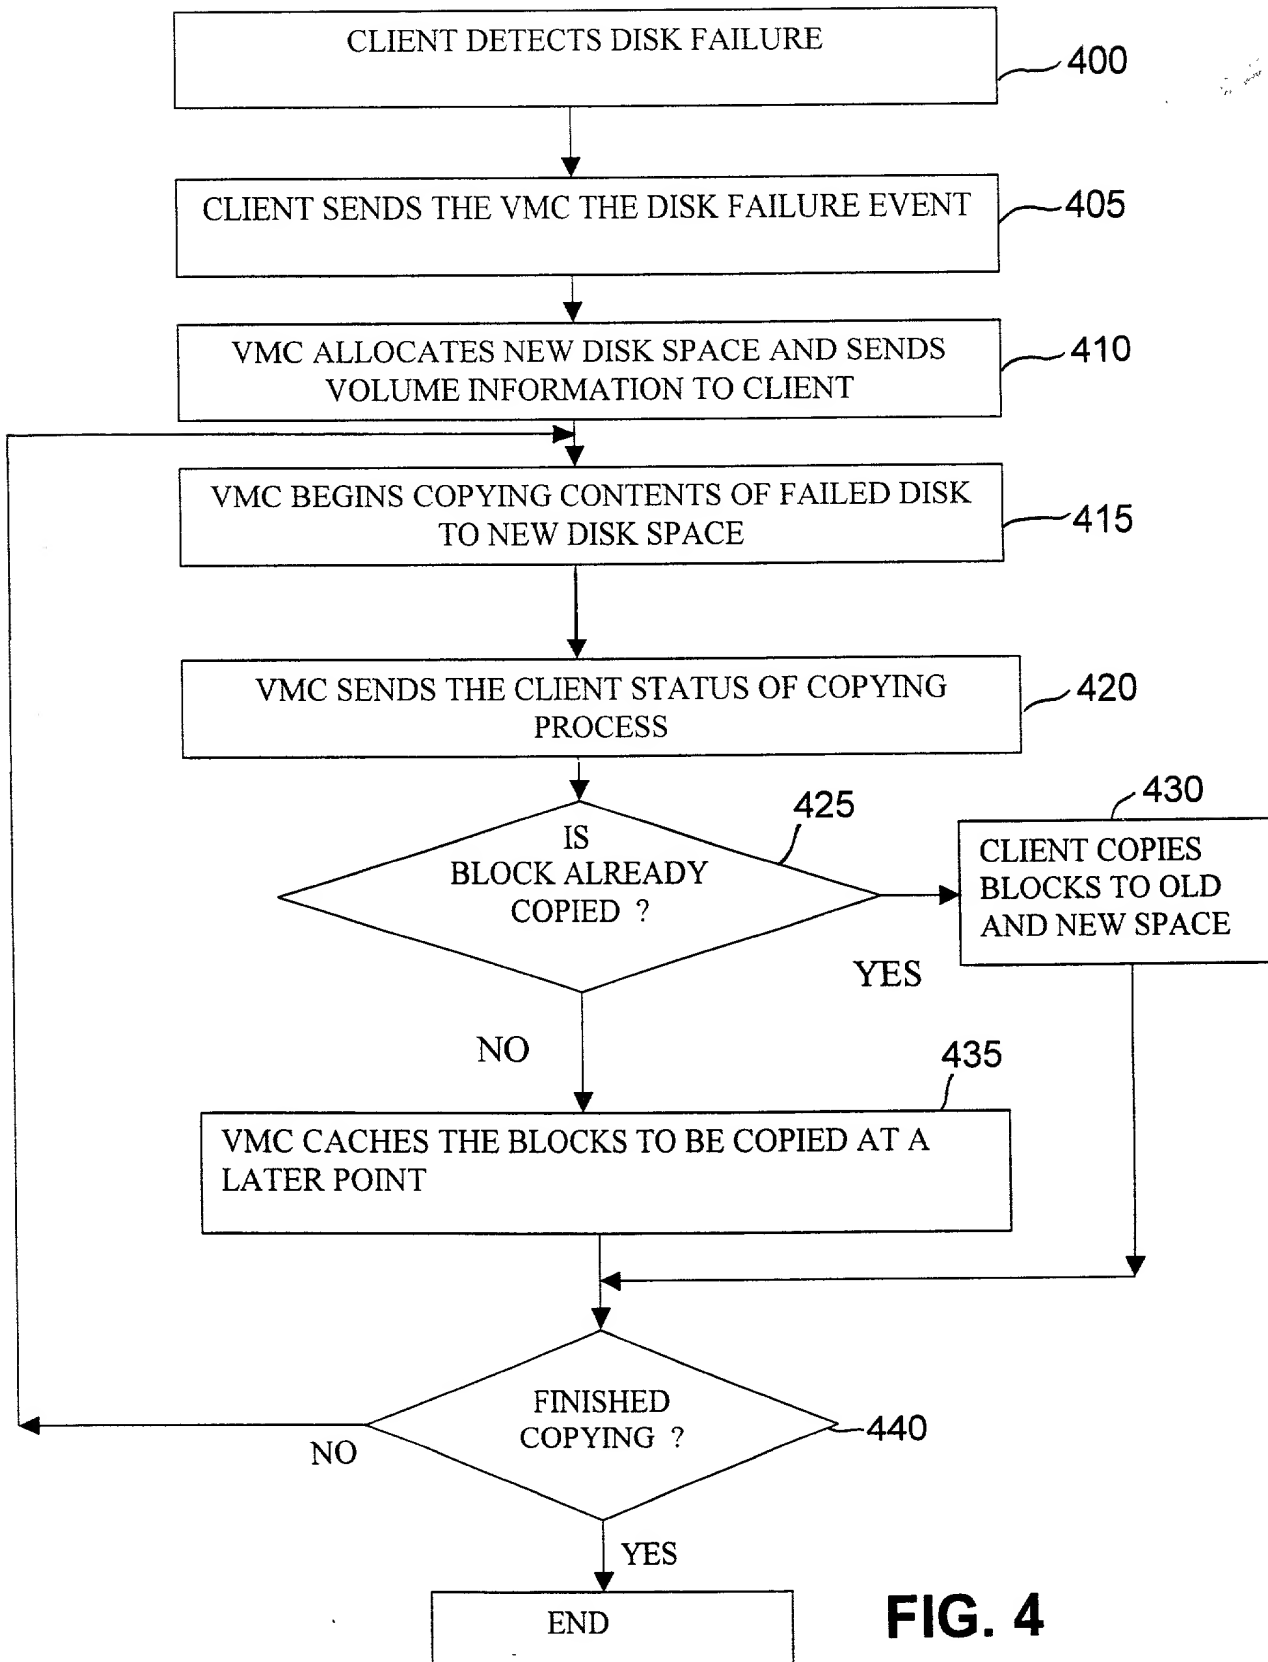 CLIENT DETECTS DISK FAILURE
400
CLIENT SENDS THE VMC THE DISK FAILURE EVENT
405
VMC ALLOCATES NEW DISK SPACE AND SENDS
VOLUME INFORMATION TO CLIENT
410
VMC BEGINS COPYING CONTENTS OF FAILED DISK
TO NEW DISK SPACE
415
VMC SENDS THE CLIENT STATUS OF COPYING
PROCESS
420
IS
BLOCK ALREADY
COPIED ?
425
YES
430
CLIENT COPIES
BLOCKS TO OLD
AND NEW SPACE
NO
435
VMC CACHES THE BLOCKS TO BE COPIED AT A
LATER POINT
FINISHED
COPYING ?
440
NO
YES
END
FIG. 4